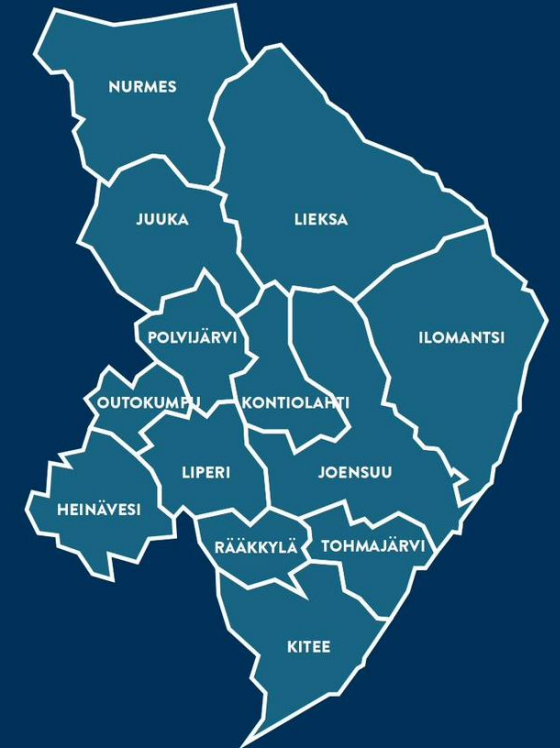 NURMES
JUUKA
LIEKSA
POLVIJÄRVI
ILOMANTSI
OUTOKUMPU
KONTIOLAHTI
LIPERI
JOENSUU
HEINÄVESI
RÄÄKKYLÄ
TOHMAJÄRVI
KITEE